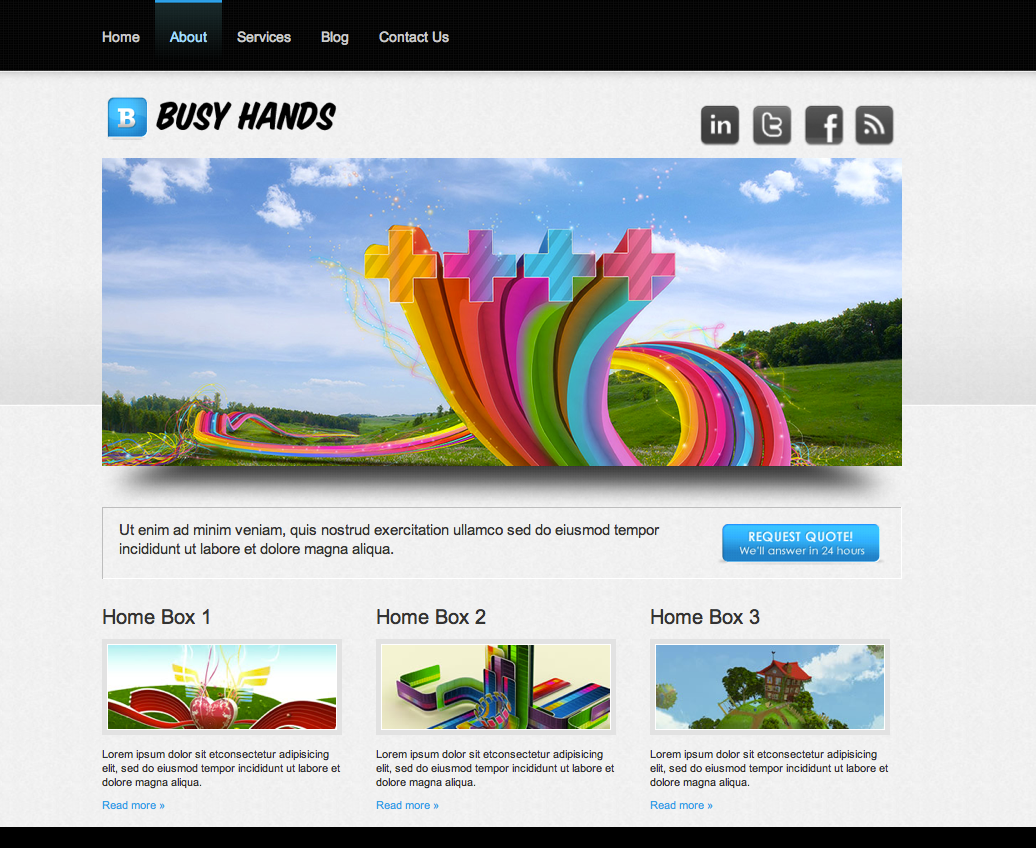 Home About Services Blog Contact Us
B BUSY HANDS
in t f
Ut enim ad minim veniam, quis nostrud exercitation ullamco sed do eiusmod tempor
incididunt ut labore et dolore magna aliqua.
REQUEST QUOTE!
We'll answer in 24 hours
Home Box 1
Lorem ipsum dolor sit etconsectetur adipisicing
elit, sed do eiusmod tempor incididunt ut labore et
dolore magna aliqua.
Read more »
Home Box 2
Lorem ipsum dolor sit etconsectetur adipisicing
elit, sed do eiusmod tempor incididunt ut labore et
dolore magna aliqua.
Read more »
Home Box 3
Lorem ipsum dolor sit etconsectetur adipisicing
elit, sed do eiusmod tempor incididunt ut labore et
dolore magna aliqua.
Read more »